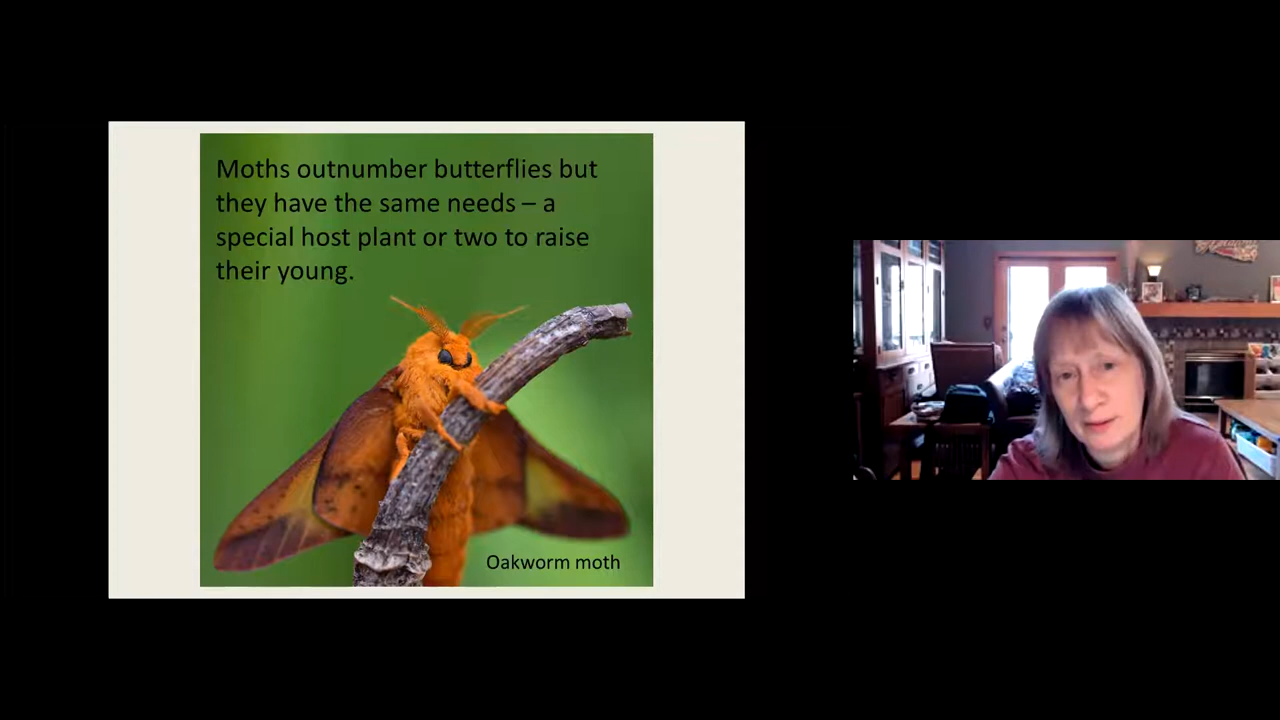 Moths outnumber butterflies but
they have the same needs – a
special host plant or two to raise
their young.
Oakworm moth